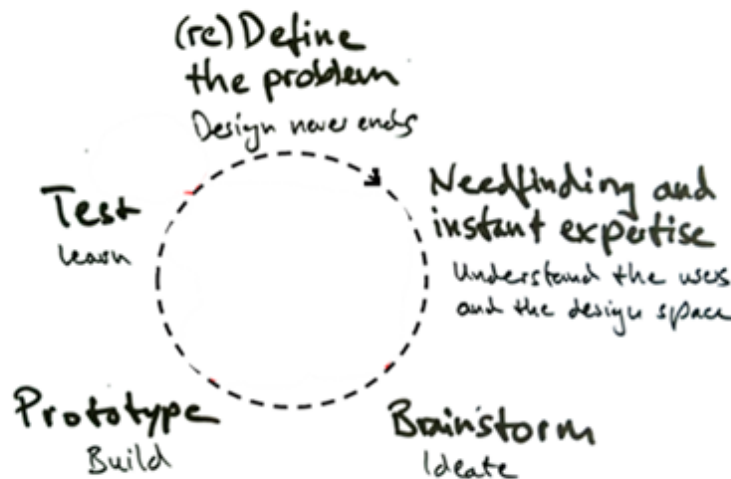 (re)Define
the problem
Design never ends
Needfinding and
instant expertise
Understand the users
and the design space
Brainstorm
Ideate
Prototype
Build
Test
Learn